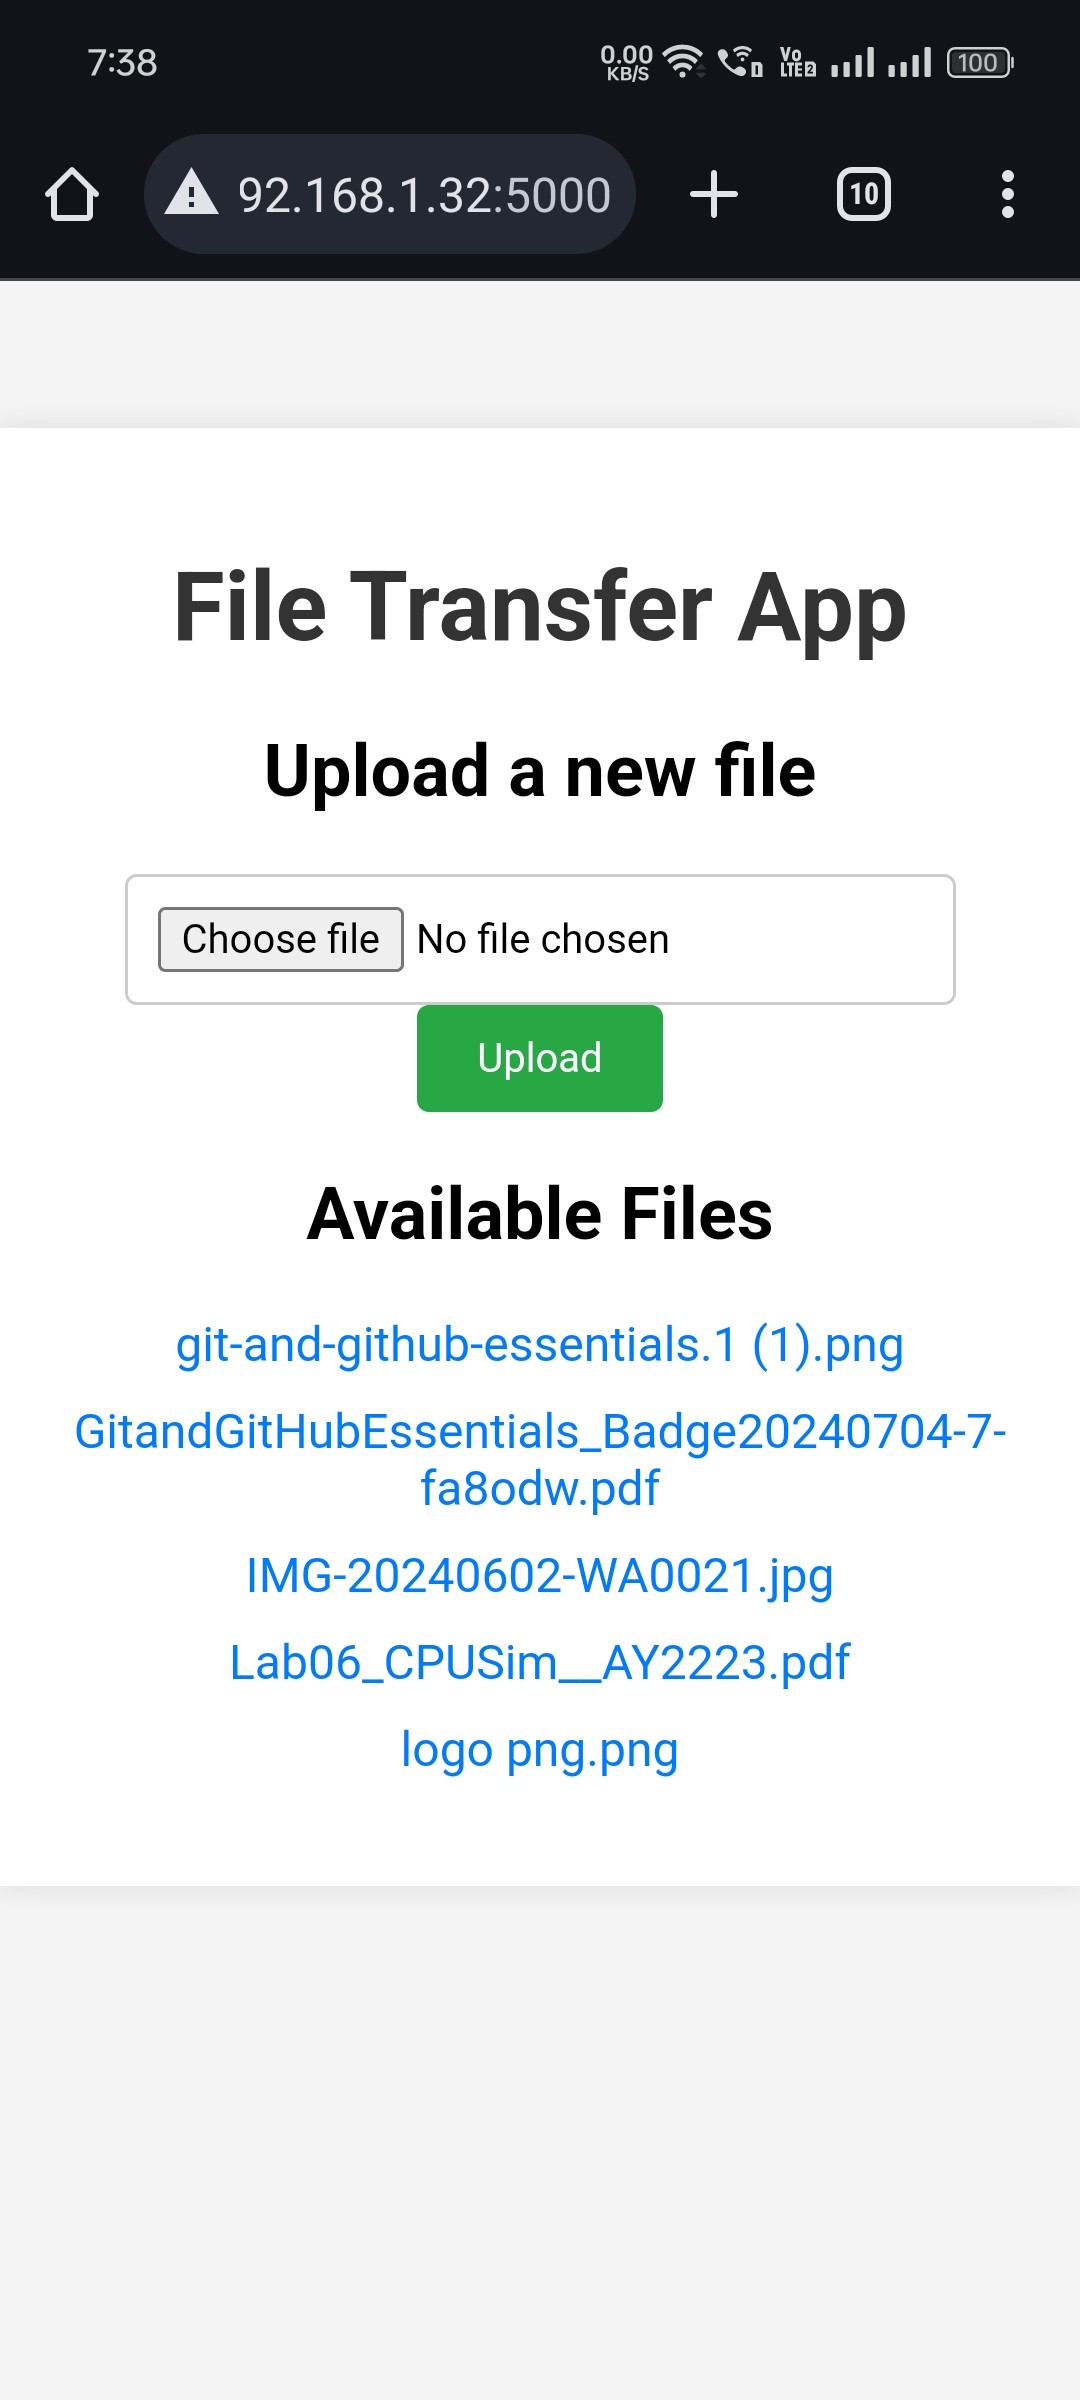 7:38
0.00
KB/S
Vo
LTE 2
100
92.168.1.32:5000
10
File Transfer App
Upload a new file
Choose file No file chosen
Upload
Available Files
git-and-github-essentials.1 (1).png
GitandGitHubEssentials_Badge20240704-7-
fa8odw.pdf
IMG-20240602-WA0021.jpg
Lab06_CPUSim__AY2223.pdf
logo png.png